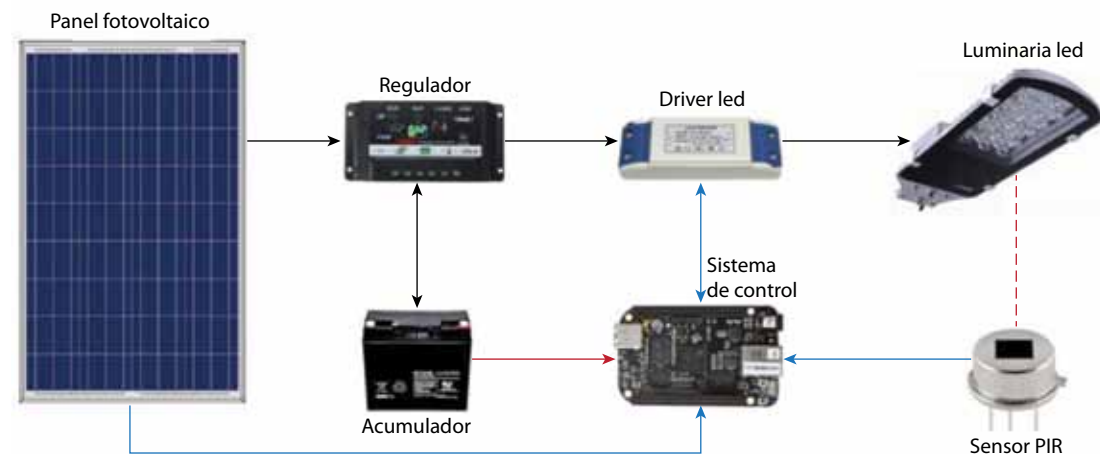 Panel fotovoltaico
Regulador
Driver led
Luminaria led
Sistema
de control
Acumulador
Sensor PIR